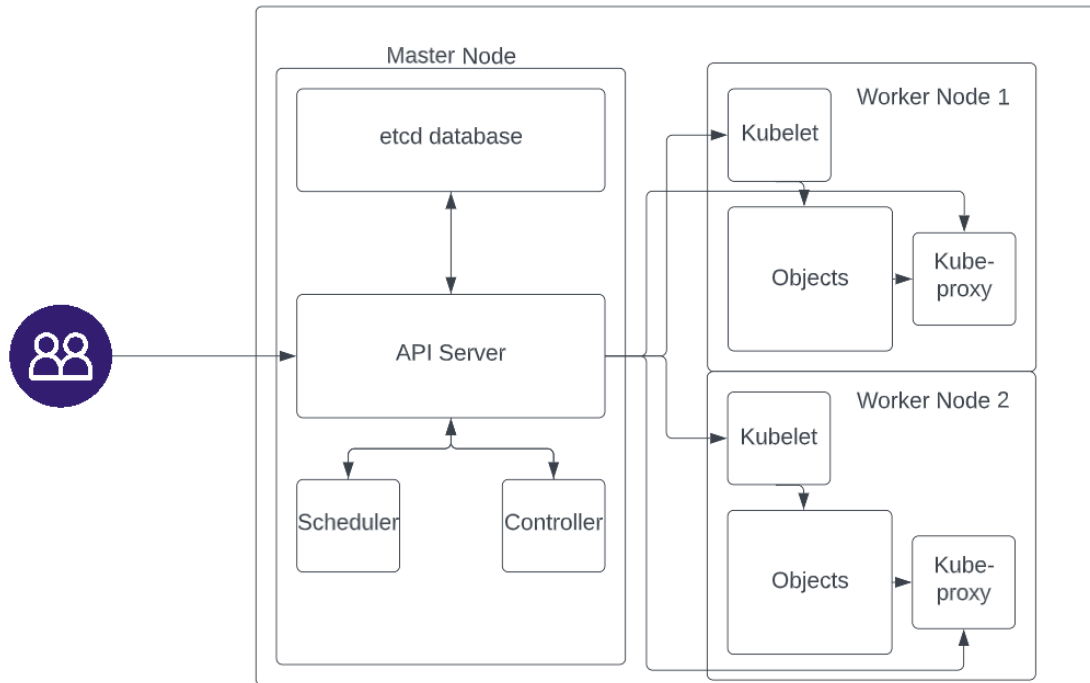 Master Node
etcd database
API Server
Scheduler
Controller
Worker Node 1
Kubelet
Objects
Kube-
proxy
Worker Node 2
Kubelet
Objects
Kube-
proxy